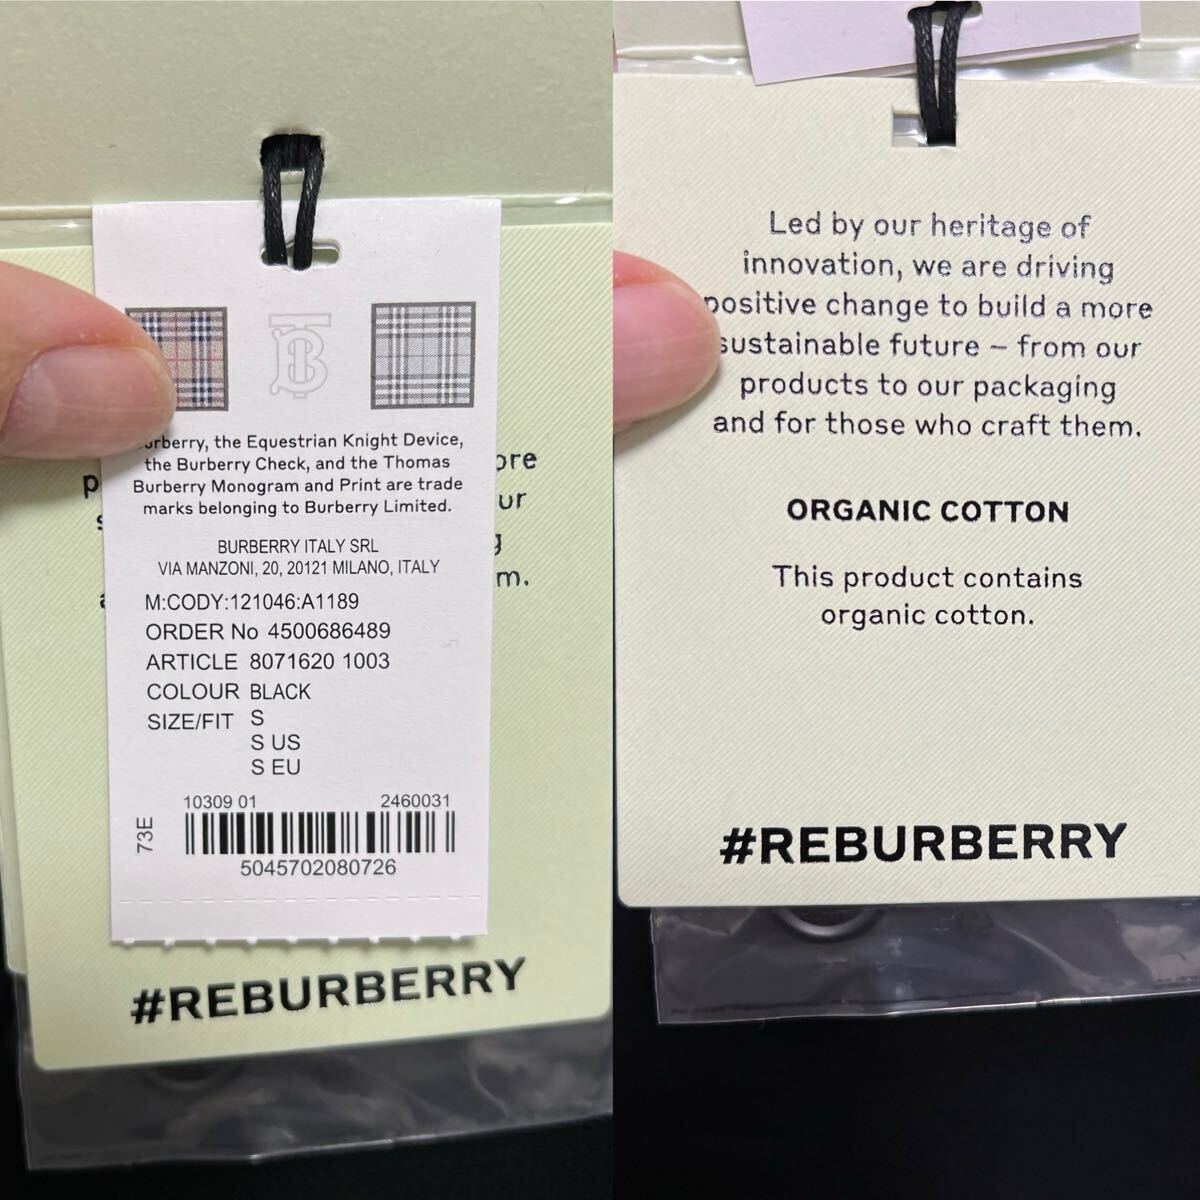 the Equestrian Knight Device,
the Burberry Check, and the Thomas
Burberry Monogram and Print are trade
marks belonging to Burberry Limited.
BURBERRY ITALY SRL
VIA MANZONI, 20, 20121 MILANO, ITALY
M:CODY:121046:A1189
ORDER No 4500686489
ARTICLE 8071620 1003
COLOUR BLACK
SIZE/FIT S
S US
S EU
10309 01 2460031
73E
5045702080726
#REBURBERRY
Led by our heritage of
innovation, we are driving
positive change to build a more
sustainable future – from our
products to our packaging
and for those who craft them.
ORGANIC COTTON
This product contains
organic cotton.
#REBURBERRY